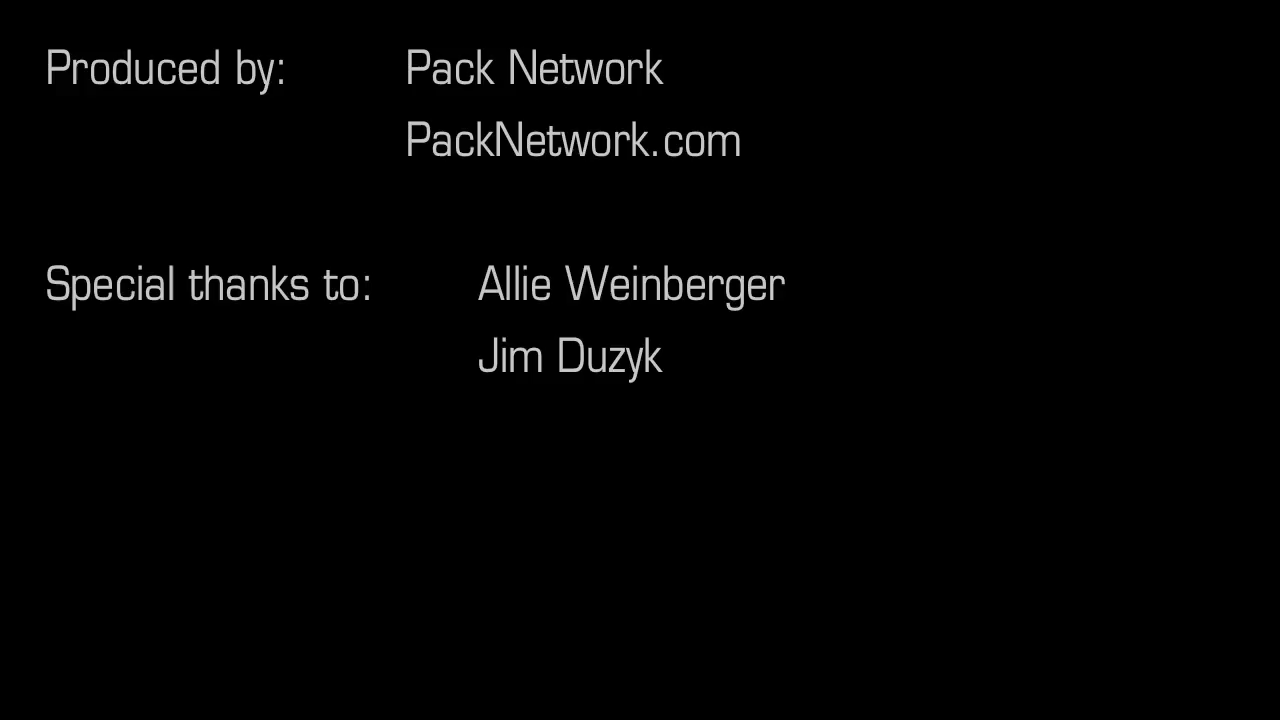 Produced by: Pack Network
PackNetwork.com
Special thanks to: Allie Weinberger
Jim Duzyk